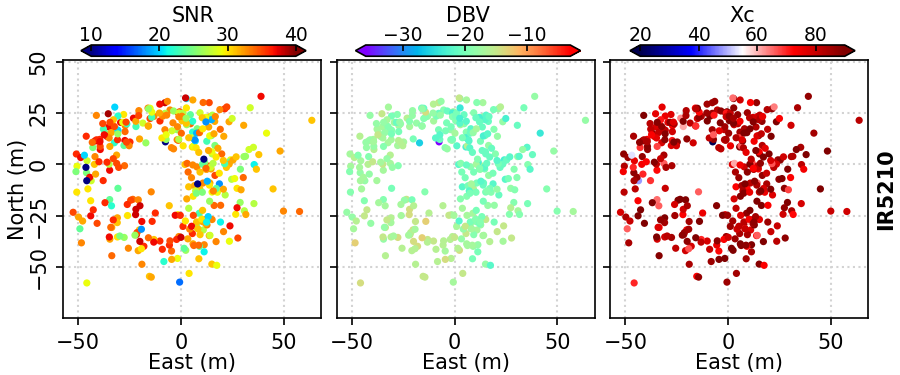 SNR DBV Xc
10 20 30 40 −30 −20 −10 20 40 60 80
50
25
0
−25
−50
North (m)
IR5210
−50 0 50 −50 0 50 −50 0 50
East (m) East (m) East (m)